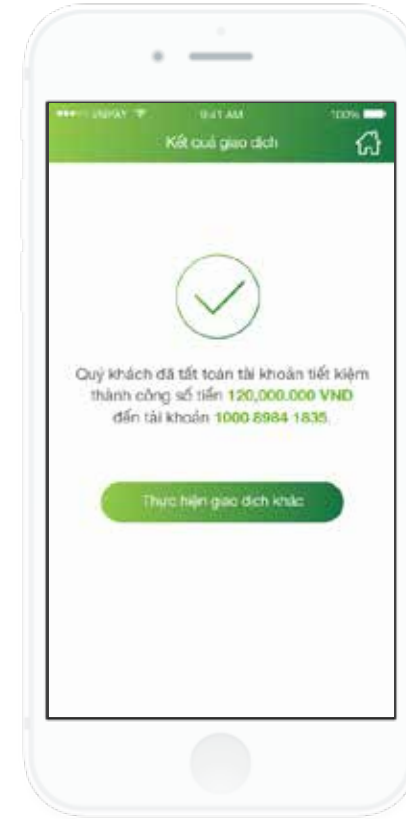 VNPAY 9:41 AM 100%
Kết quả giao dịch
Quý khách đã tất toán tài khoản tiết kiệm
thành công số tiền 120,000.000 VND
đến tài khoản 1000 8984 1835.
Thực hiện giao dịch khác